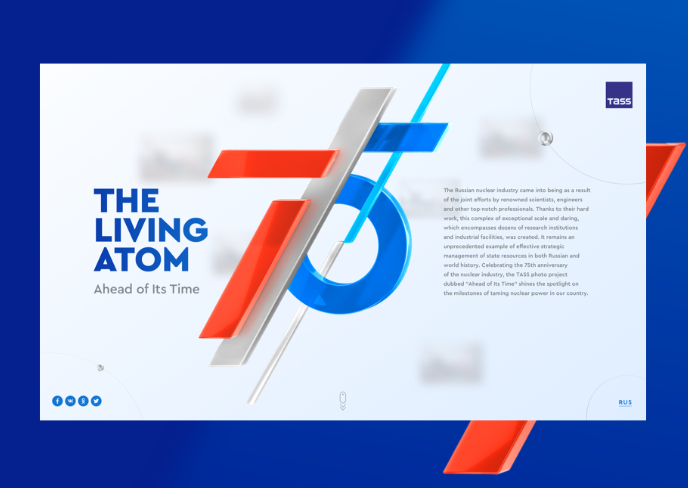 TASS
75
THE
LIVING
ATOM
Ahead of Its Time
The Russian nuclear industry came into being as a result
of the joint efforts by renowned scientists, engineers
and other top-notch professionals. Thanks to their hard
work, this complex of exceptional scale and daring,
which encompasses dozens of research institutions
and industrial facilities, was created. It remains an
unprecedented example of effective strategic
management of state resources in both Russian and
world history. Celebrating the 75th anniversary
of the nuclear industry, the TASS photo project
dubbed "Ahead of Its Time" shines the spotlight on
the milestones of taming nuclear power in our country.
RUS